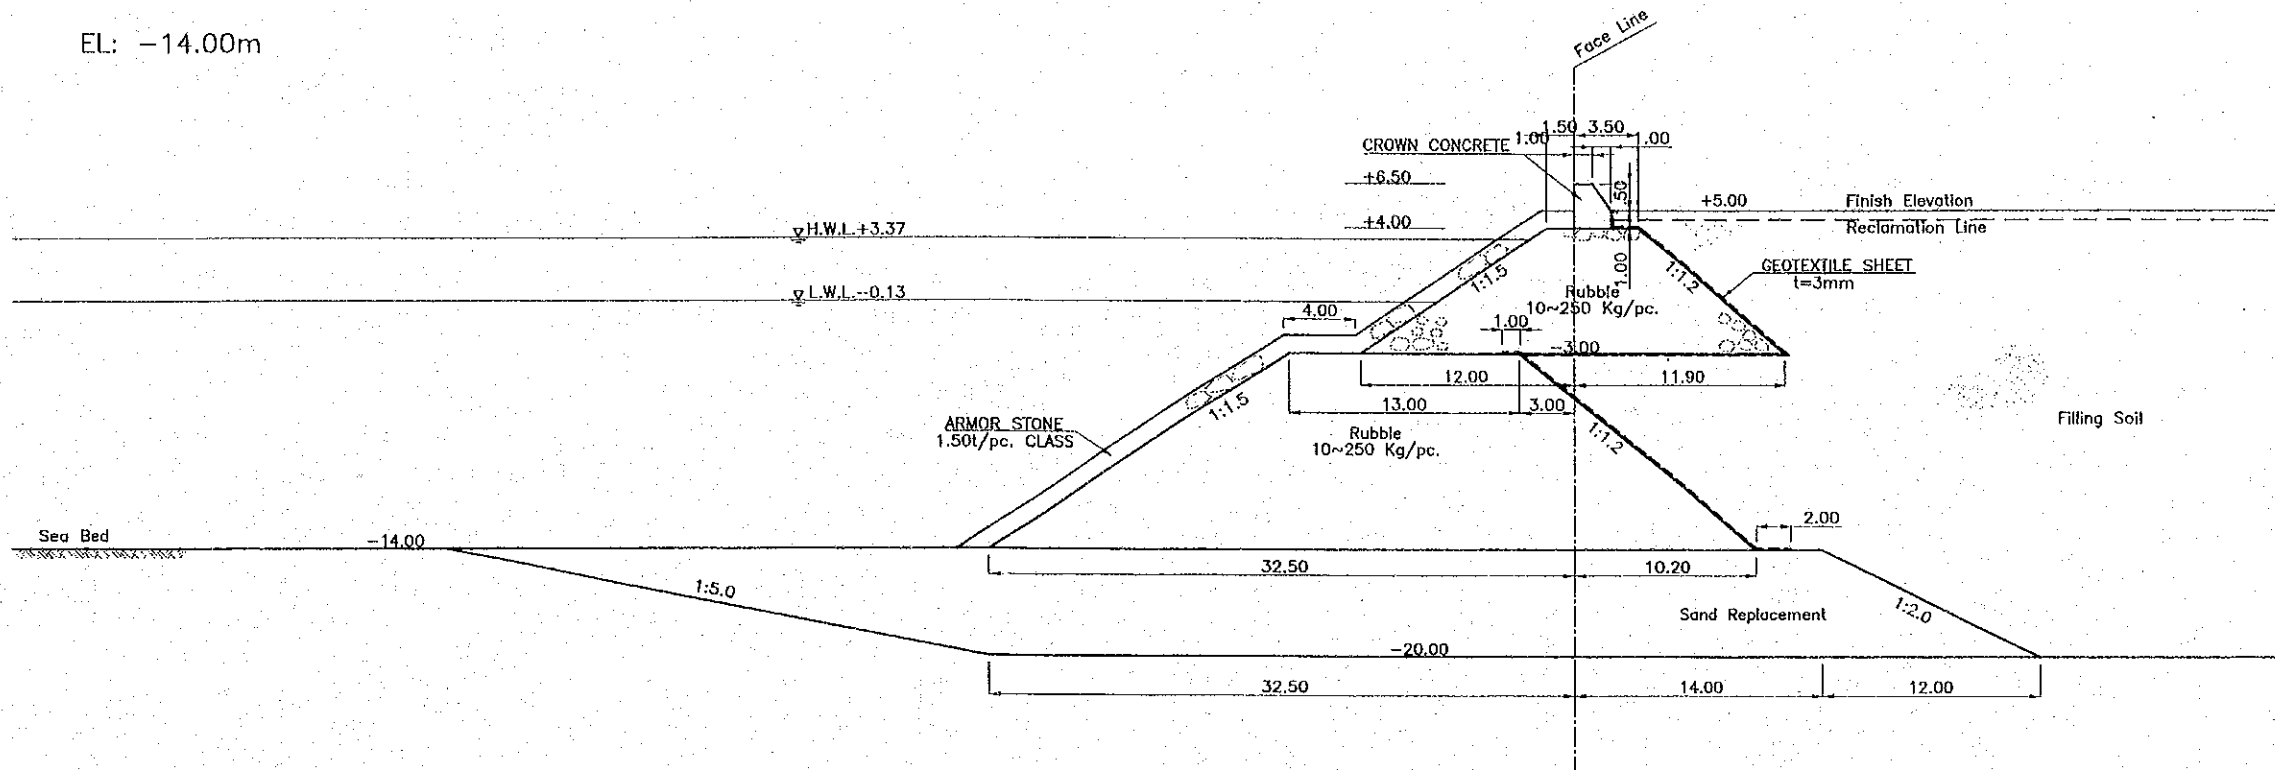 EL: -14.00m
Face Line
1.50 3.50
1.00 1.00
CROWN CONCRETE
+6.50
1.50
+5.00 Finish Elevation
+4.00
Reclamation Line
H.W.L.+3.37
1.00
1:1.5
1:1.2
GEOTEXTILE SHEET
t=3mm
L.W.L.-0.13
Rubble
10~250 Kg/pc.
4.00
1.00
-3.00
12.00 11.90
1:1.5
13.00 3.00
Filling Soil
ARMOR STONE
1.50t/pc. CLASS
Rubble
10~250 Kg/pc.
1:1.2
2.00
Sea Bed
-14.00
32.50 10.20
1:5.0
1:2.0
Sand Replacement
-20.00
32.50 14.00 12.00